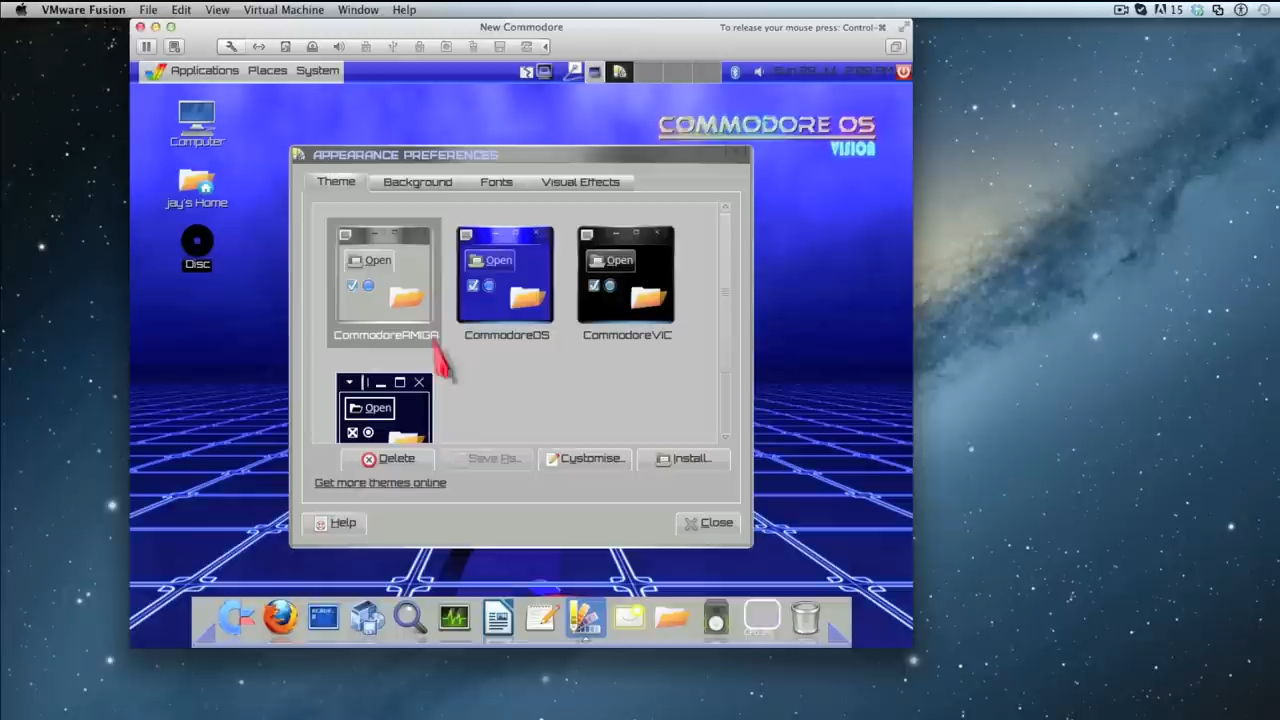 VMware Fusion File Edit View Virtual Machine Window Help 15
New Commodore To release your mouse press: Control-⌘
Applications Places System
Computer
COMMODORE OS
VISION
jay's Home
Disc
APPEARANCE PREFERENCES
Theme Background Fonts Visual Effects
Open Open Open
CommodoreAMIGA CommodoreOS CommodoreVIC
Open
Delete Save As... Customise... Install...
Get more themes online
Help Close